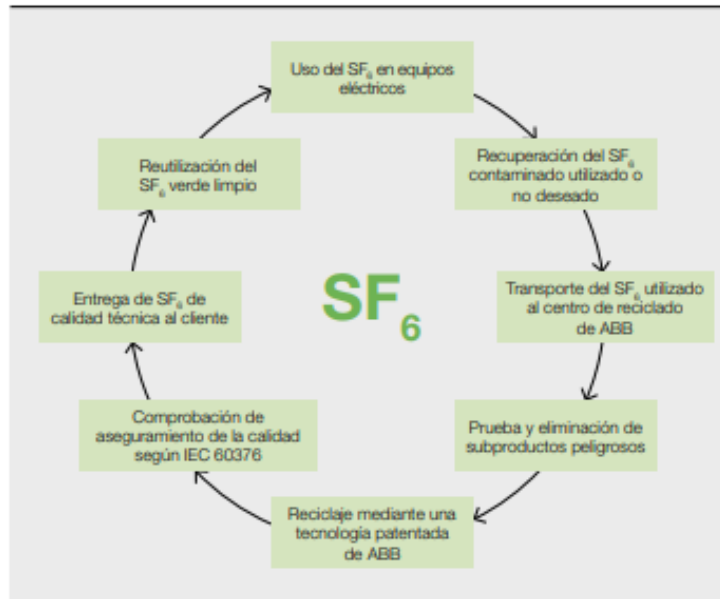 Uso del SF₆ en equipos
eléctricos
Recuperación del SF₆
contaminado utilizado o
no deseado
Transporte del SF₆ utilizado
al centro de reciclado
de ABB
Prueba y eliminación de
subproductos peligrosos
Reciclaje mediante una
tecnología patentada
de ABB
Comprobación de
aseguramiento de la calidad
según IEC 60376
Entrega de SF₆ de
calidad técnica al cliente
Reutilización del
SF₆ verde limpio
SF₆